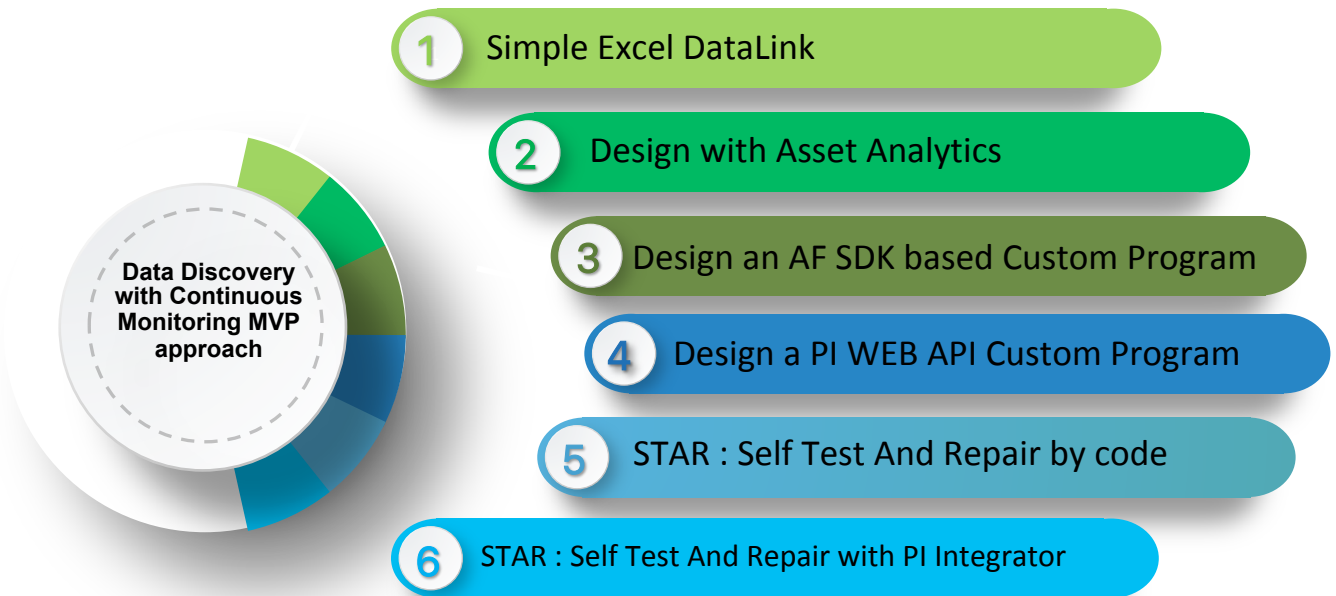 1 Simple Excel DataLink
2 Design with Asset Analytics
3 Design an AF SDK based Custom Program
Data Discovery
with Continuous
Monitoring MVP
approach
4 Design a PI WEB API Custom Program
5 STAR : Self Test And Repair by code
6 STAR : Self Test And Repair with PI Integrator